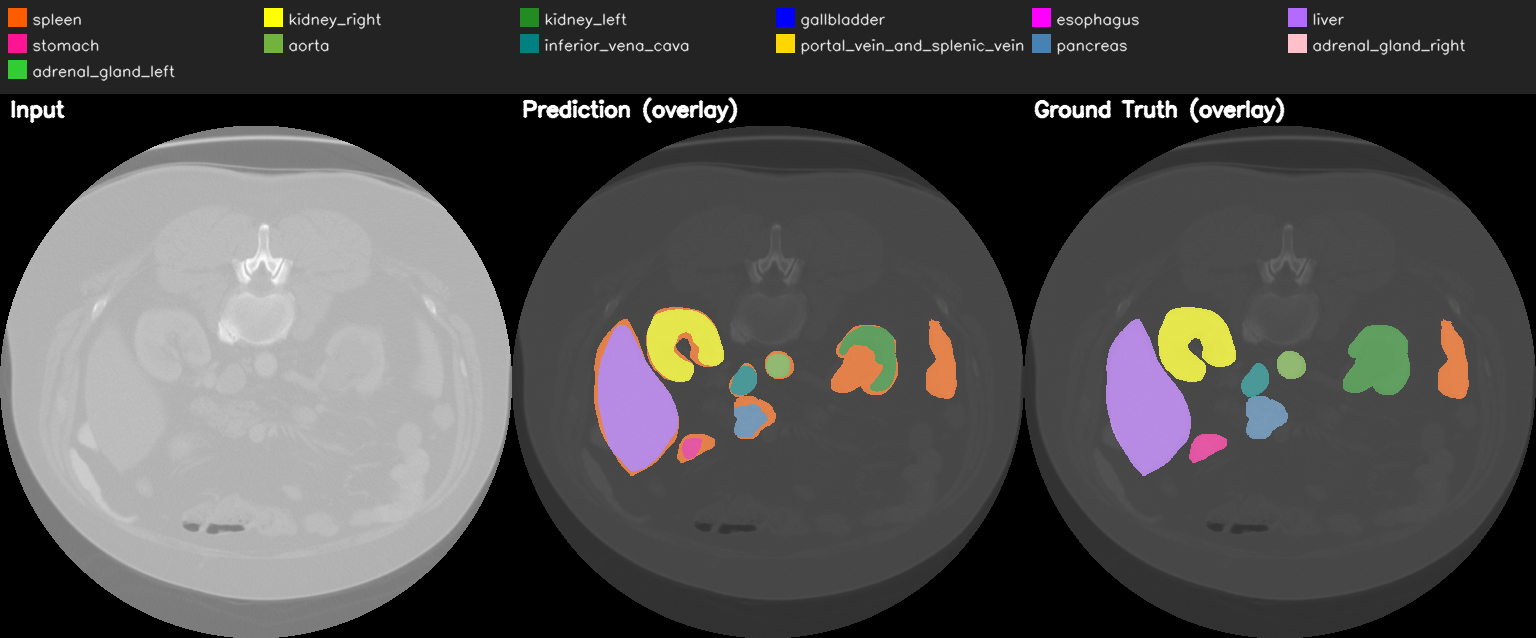 spleen kidney_right kidney_left gallbladder esophagus liver
stomach aorta inferior_vena_cava portal_vein_and_splenic_vein pancreas adrenal_gland_right
adrenal_gland_left
Input Prediction (overlay) Ground Truth (overlay)